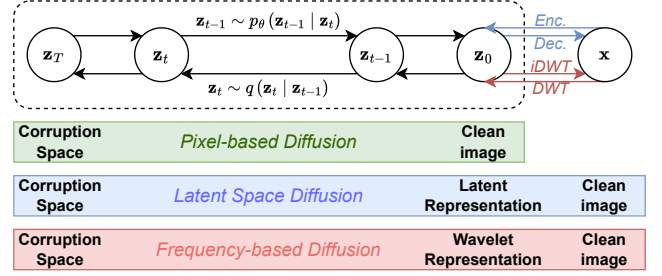 z_{t-1} ∼ p_θ (z_{t-1} | z_t)
Enc.
z_T z_t z_{t-1} z_0 Dec. x
iDWT
z_t ∼ q (z_t | z_{t-1})
DWT
Corruption Space Pixel-based Diffusion Clean image
Corruption Space Latent Space Diffusion Latent Representation Clean image
Corruption Space Frequency-based Diffusion Wavelet Representation Clean image